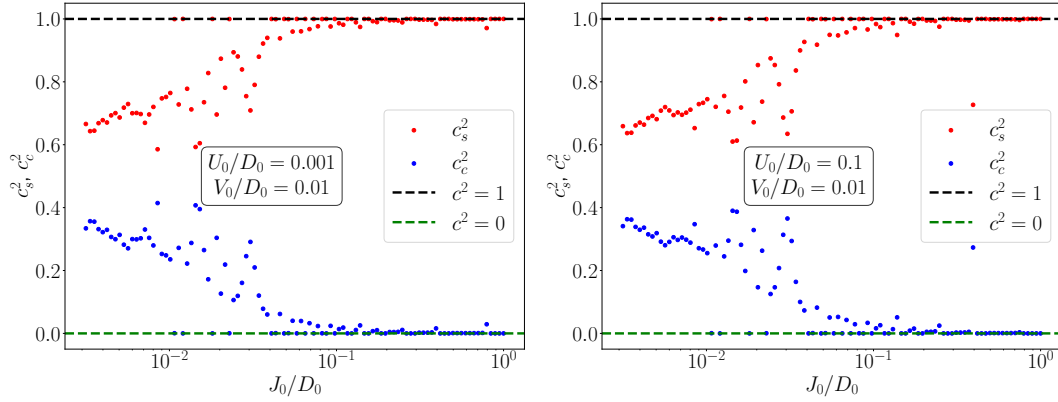 1.0
0.8
0.6
0.4
0.2
0.0
c_s^2, c_c^2
10^{-2}
10^{-1}
10^0
J_0/D_0
c_s^2
c_c^2
c^2 = 1
c^2 = 0
U_0/D_0 = 0.001
V_0/D_0 = 0.01
1.0
0.8
0.6
0.4
0.2
0.0
c_s^2, c_c^2
10^{-2}
10^{-1}
10^0
J_0/D_0
c_s^2
c_c^2
c^2 = 1
c^2 = 0
U_0/D_0 = 0.1
V_0/D_0 = 0.01